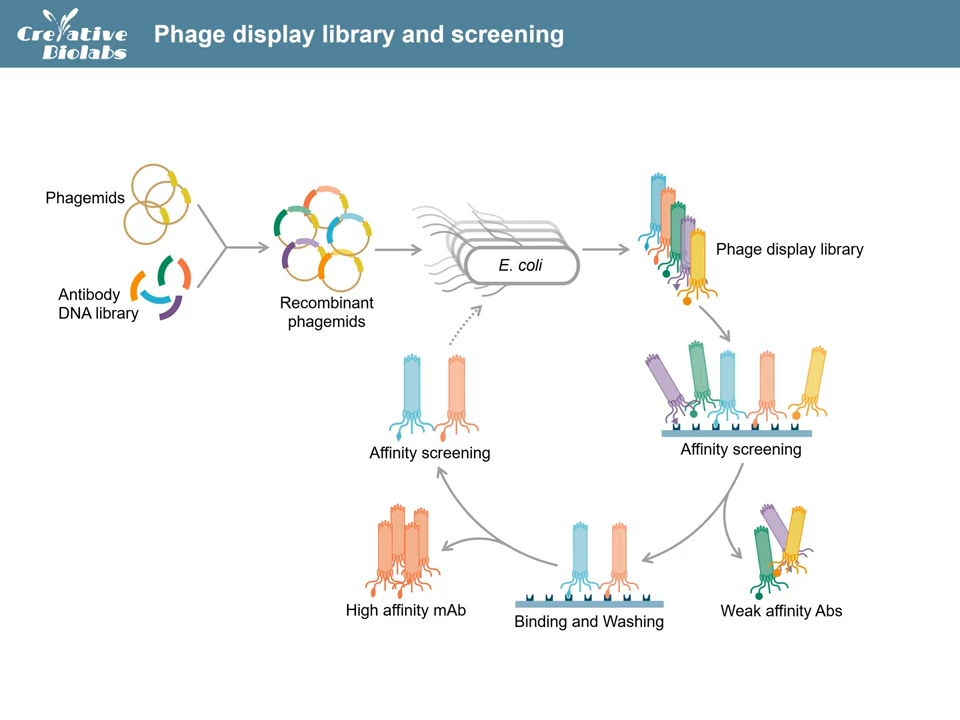 Creative
Biolabs
Phage display library and screening
Phagemids
Antibody
DNA library
Recombinant
phagemids
E. coli
Phage display library
Affinity screening
Affinity screening
High affinity mAb
Binding and Washing
Weak affinity Abs